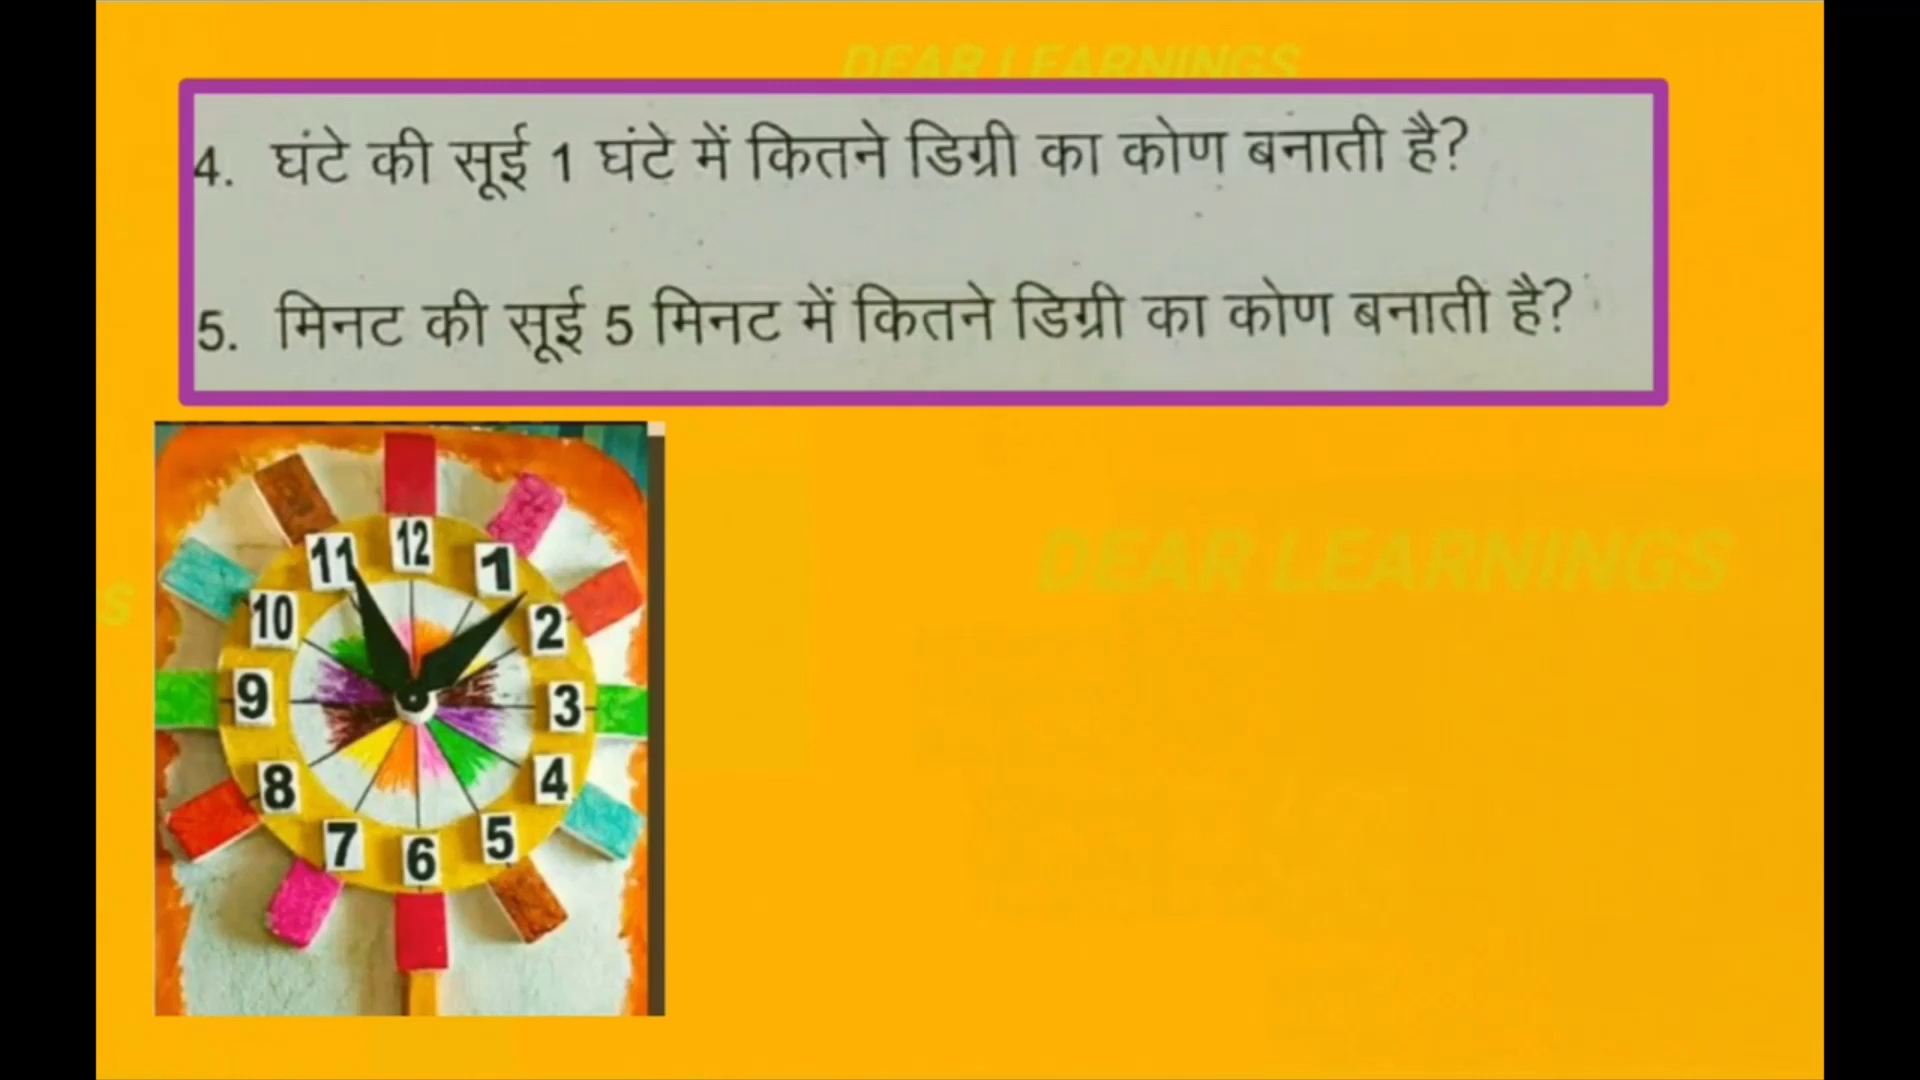 DEAR LEARNINGS
4. घंटे की सूई 1 घंटे में कितने डिग्री का कोण बनाती है?
5. मिनट की सूई 5 मिनट में कितने डिग्री का कोण बनाती है?
DEAR LEARNINGS
S
12
11
1
10
2
9
3
8
4
7
5
6